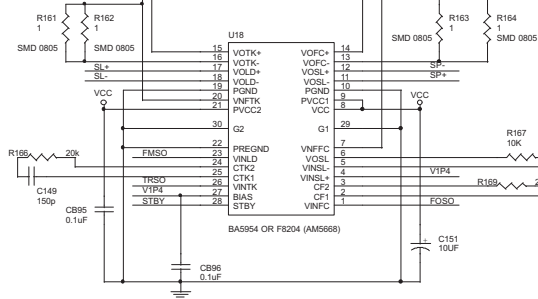 R161
1
R162
1
SMD 0805
SMD 0805
R163
1
R164
1
SMD 0805
SMD 0805
U18
15 VOTK+ VOFC+ 14
16 VOTK- VOFC- 13
SL+ 17 VOLD+ VOSL+ 12 SP-
SL- 18 VOLD- VOSL- 11 SP+
19 PGND PGND 10
20 VNFTK PVCC1 9
VCC 21 PVCC2 VCC 8 VCC
30 G2 G1 29
22 PREGND VNFFC 7
FMSO 23 VINLD VOSL 6
24 CTK2 VINSL- 5
25 CTK1 VINSL+ 4 V1P4
TRSO 26 VINTK CF2 3
V1P4 27 BIAS CF1 2
STBY 28 STBY VINFC 1 FOSO
R166 20k
C149
150p
R167
10K
R169 2
CB95
0.1uF
BA5954 OR F8204 (AM5668)
CB96
0.1uF
+
C151
10UF